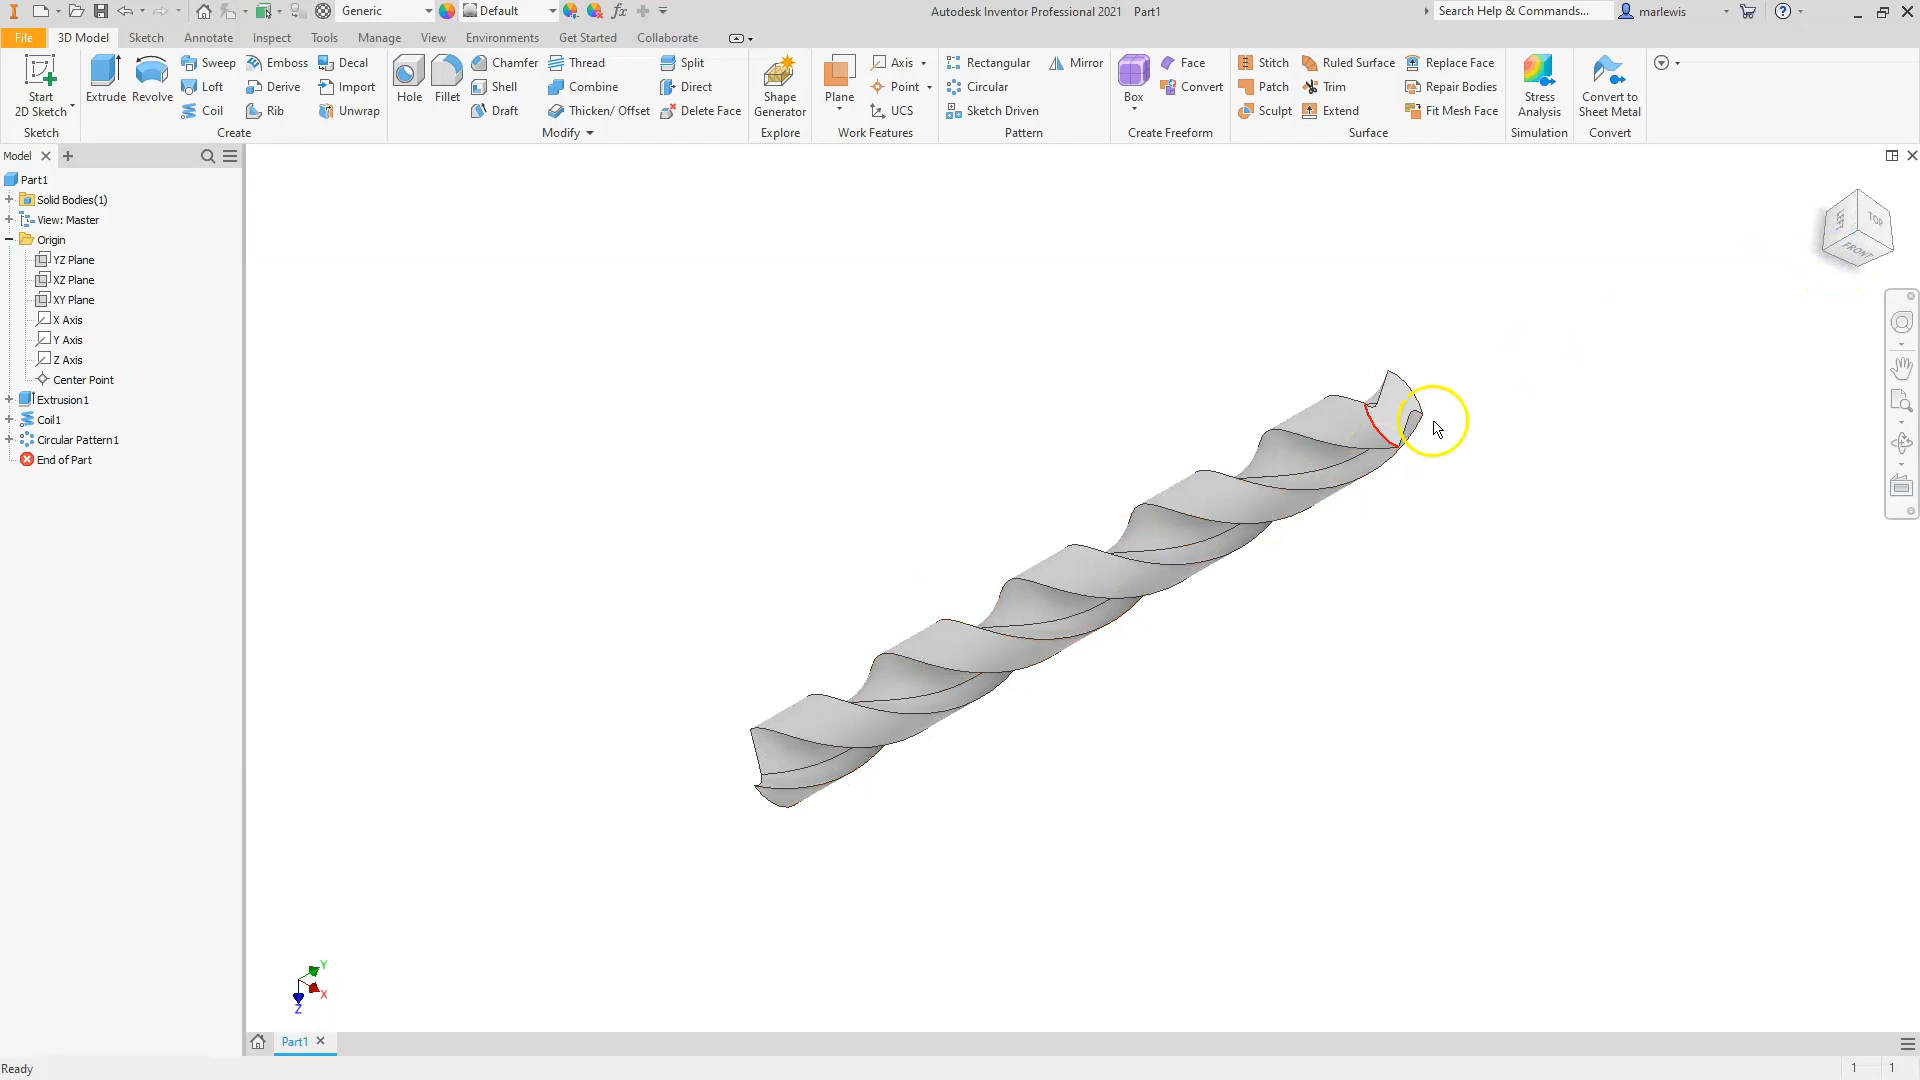 Generic
Default
Autodesk Inventor Professional 2021 Part1
Search Help & Commands...
marlewis
File 3D Model Sketch Annotate Inspect Tools Manage View Environments Get Started Collaborate
Start
2D Sketch
Sketch
Extrude
Revolve
Sweep
Loft
Coil
Emboss
Derive
Rib
Decal
Import
Unwrap
Create
Hole
Fillet
Chamfer
Shell
Draft
Thread
Combine
Thicken/ Offset
Split
Direct
Delete Face
Modify
Shape
Generator
Explore
Plane
Axis
Point
UCS
Work Features
Rectangular
Circular
Sketch Driven
Mirror
Pattern
Box
Face
Convert
Create Freeform
Stitch
Patch
Sculpt
Ruled Surface
Trim
Extend
Replace Face
Repair Bodies
Fit Mesh Face
Surface
Stress
Analysis
Simulation
Convert to
Sheet Metal
Convert
Model
Part1
Solid Bodies(1)
View: Master
Origin
YZ Plane
XZ Plane
XY Plane
X Axis
Y Axis
Z Axis
Center Point
Extrusion1
Coil1
Circular Pattern1
End of Part
LEFT
TOP
FRONT
Y
X
Z
Part1
Ready
1 1